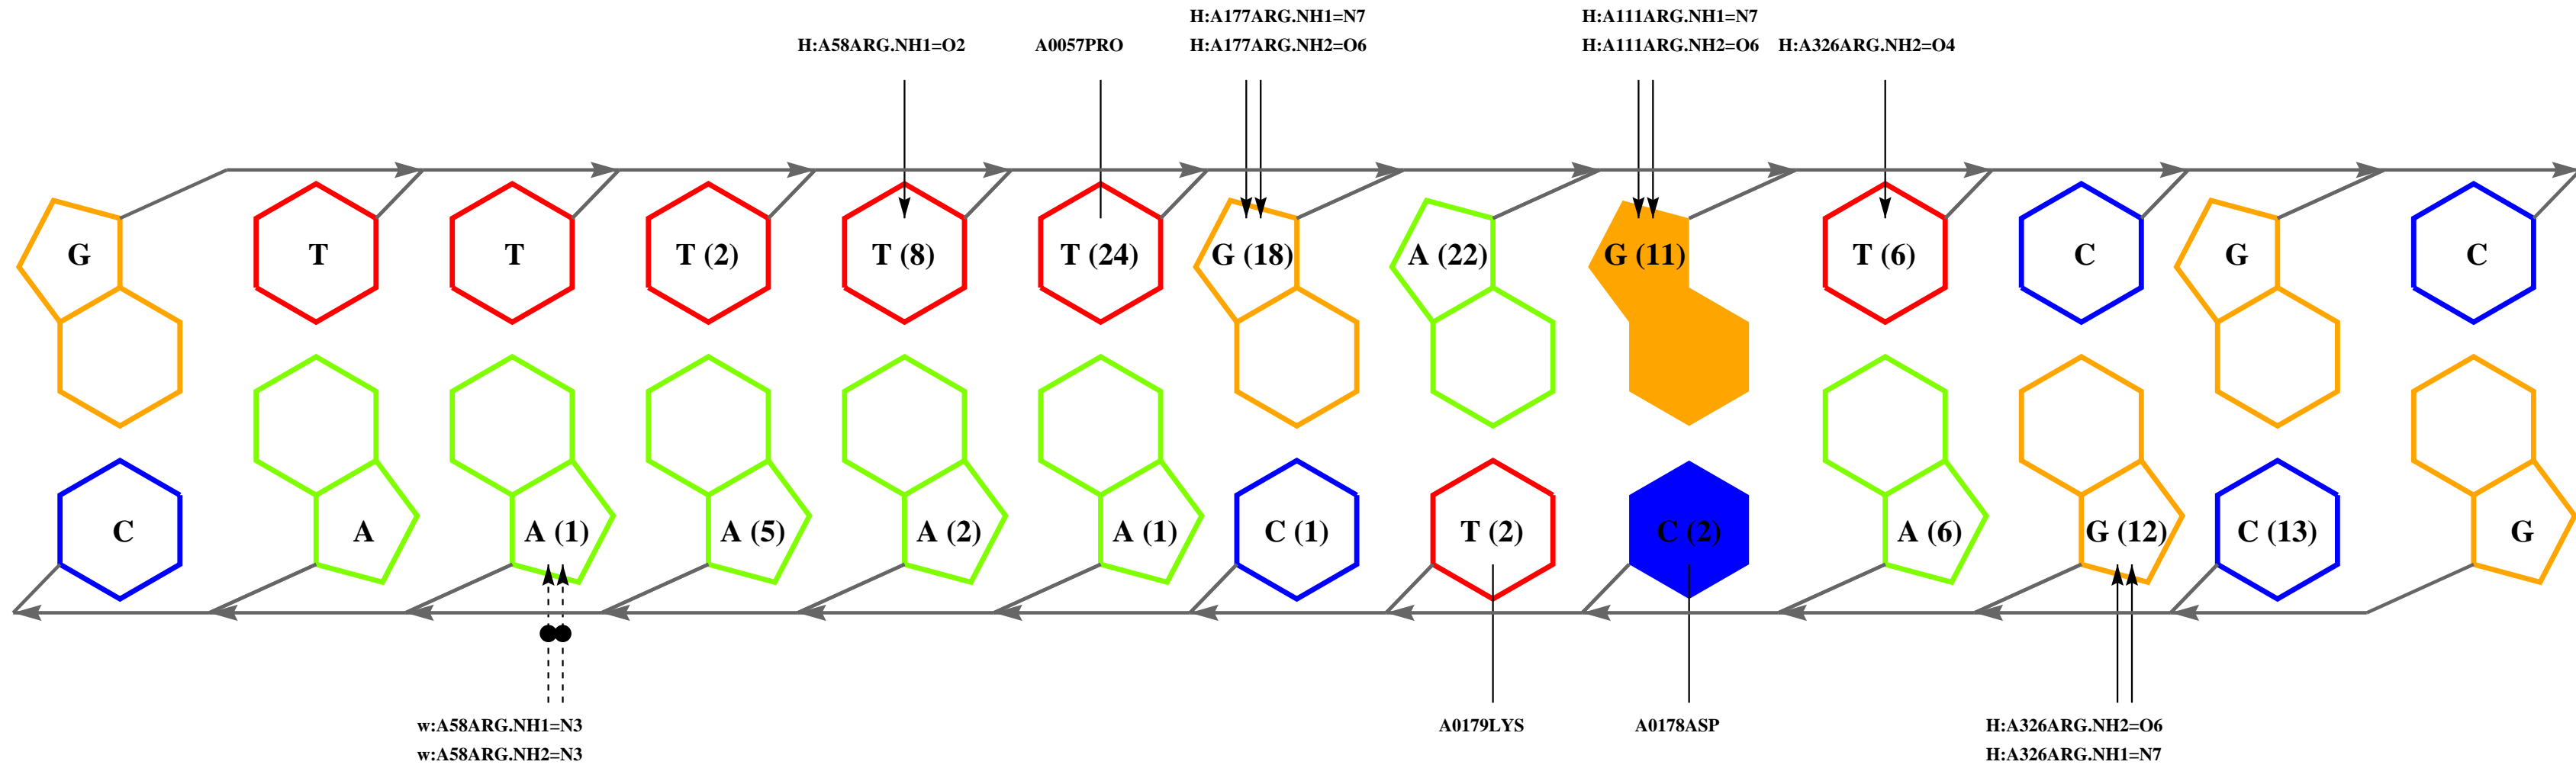 H:A177ARG.NH1=N7 H:A111ARG.NH1=N7
H:A58ARG.NH1=O2 A0057PRO H:A177ARG.NH2=O6 H:A111ARG.NH2=O6 H:A326ARG.NH2=O4
G T T T (2) T (8) T (24) G (18) A (22) G (11) T (6) C G C
C A A (1) A (5) A (2) A (1) C (1) T (2) C (2) A (6) G (12) C (13) G
w:A58ARG.NH1=N3 A0179LYS A0178ASP H:A326ARG.NH2=O6
w:A58ARG.NH2=N3 H:A326ARG.NH1=N7